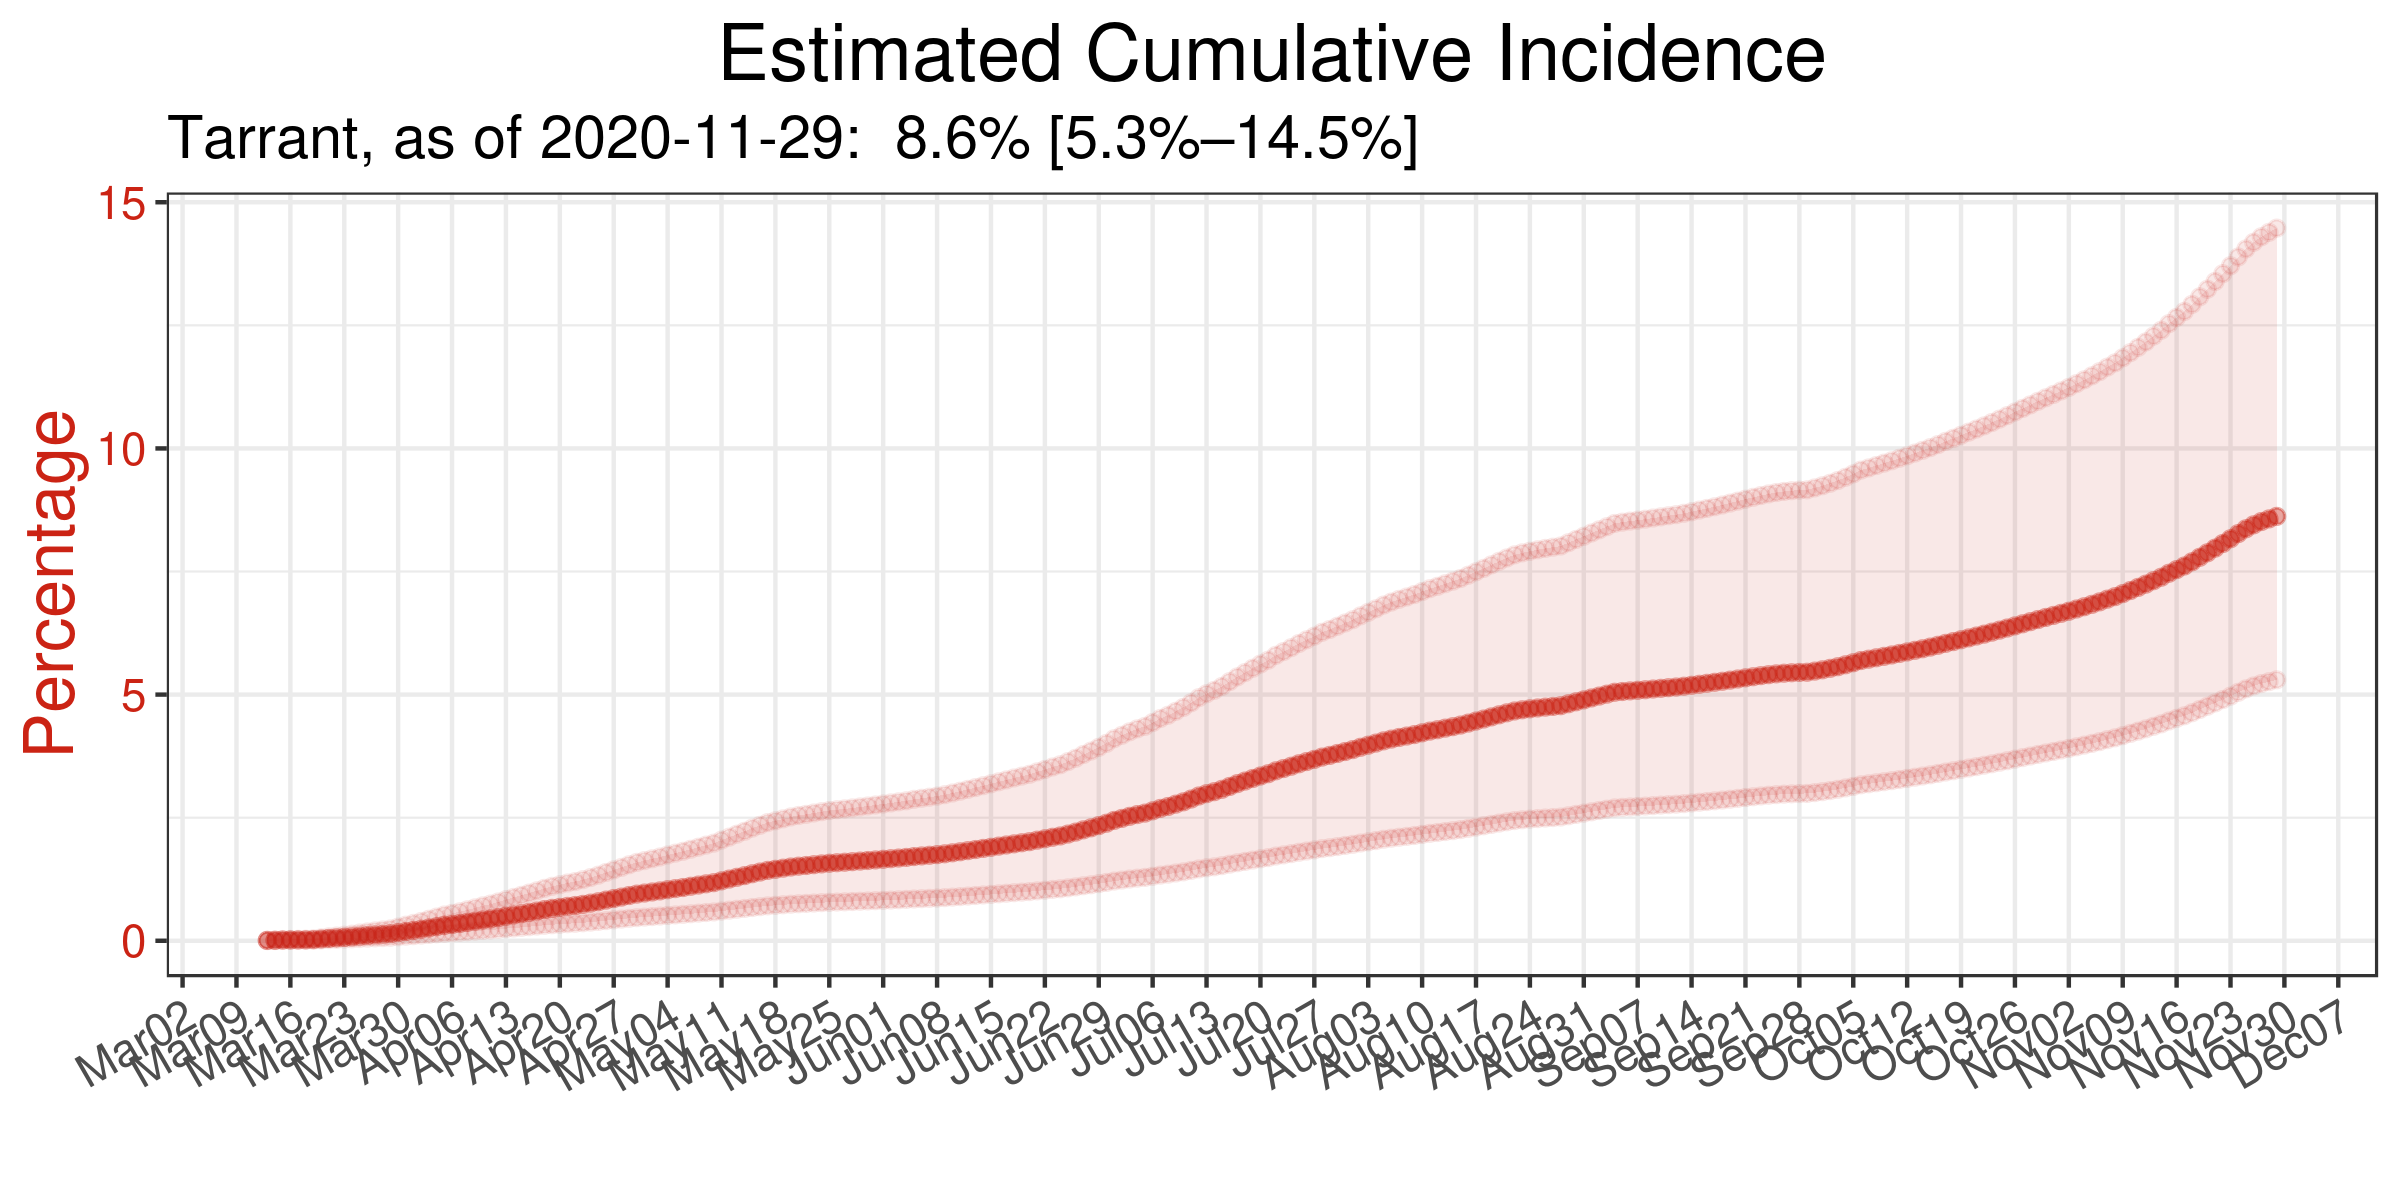 Estimated Cumulative Incidence
Tarrant, as of 2020-11-29:  8.6% [5.3%–14.5%]
Percentage
15
10
5
0
Mar02
Mar09
Mar16
Mar23
Mar30
Apr06
Apr13
Apr20
Apr27
May04
May11
May18
May25
Jun01
Jun08
Jun15
Jun22
Jun29
Jul06
Jul13
Jul20
Jul27
Aug03
Aug10
Aug17
Aug24
Aug31
Sep07
Sep14
Sep21
Sep28
Oct05
Oct12
Oct19
Oct26
Nov02
Nov09
Nov16
Nov23
Nov30
Dec07